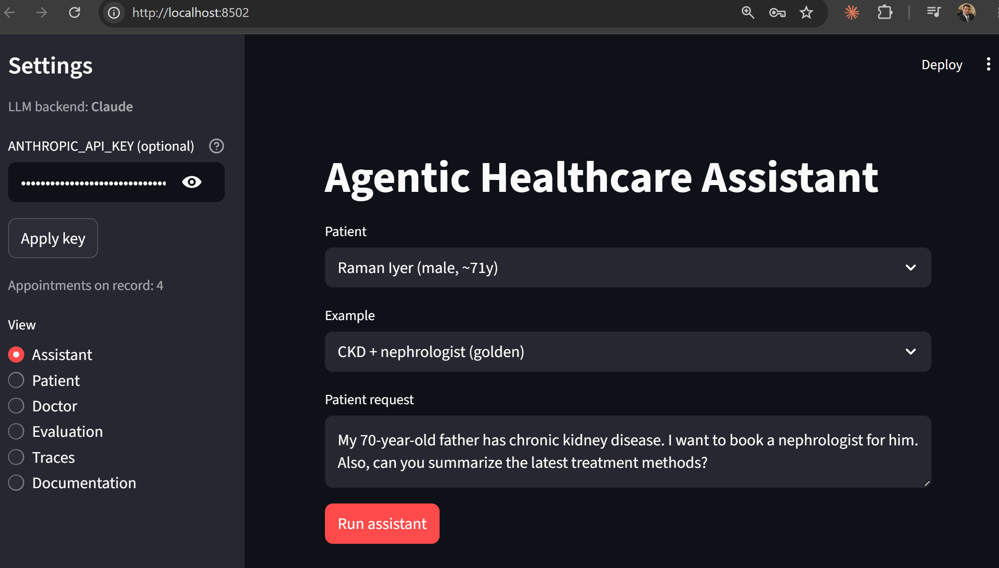 http://localhost:8502
Settings
LLM backend: Claude
ANTHROPIC_API_KEY (optional)
Apply key
Appointments on record: 4
View
Assistant
Patient
Doctor
Evaluation
Traces
Documentation
Deploy
Agentic Healthcare Assistant
Patient
Raman Iyer (male, ~71y)
Example
CKD + nephrologist (golden)
Patient request
My 70-year-old father has chronic kidney disease. I want to book a nephrologist for him.
Also, can you summarize the latest treatment methods?
Run assistant